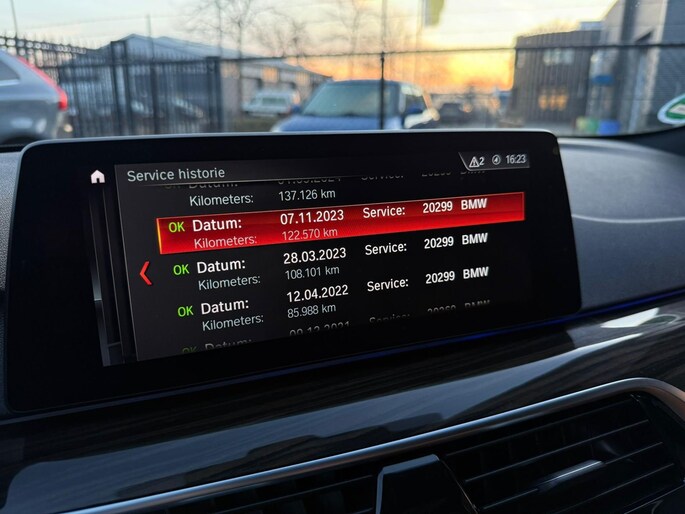 Service historie
2 16:23
Datum:
Kilometers: 137.126 km
OK Datum: 07.11.2023 Service: 20299 BMW
Kilometers: 122.570 km
OK Datum: 28.03.2023 Service: 20299 BMW
Kilometers: 108.101 km
OK Datum: 12.04.2022 Service: 20299 BMW
Kilometers: 85.988 km